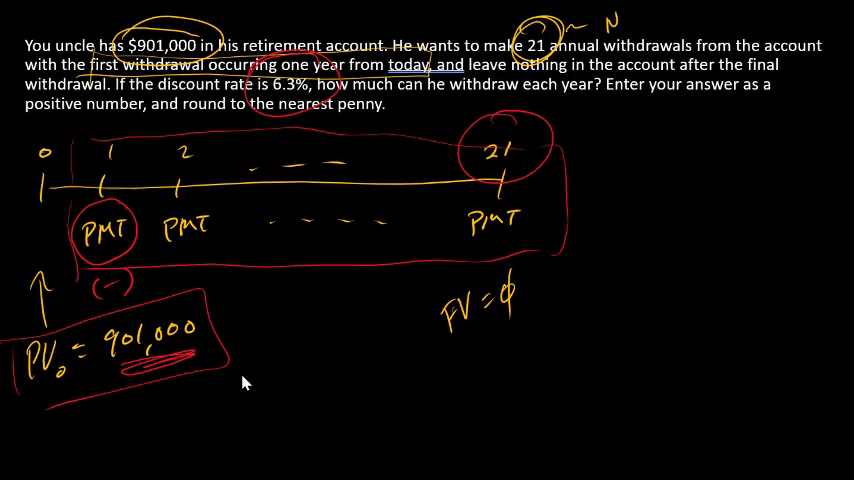 ~ N
You uncle has $901,000 in his retirement account. He wants to make 21 annual withdrawals from the account
with the first withdrawal occurring one year from today, and leave nothing in the account after the final
withdrawal. If the discount rate is 6.3%, how much can he withdraw each year? Enter your answer as a
positive number, and round to the nearest penny.
0 1 2 . — — 21
PMT PMT . - - - - PMT
(-)
FV = 0
PV₀ = 901,000